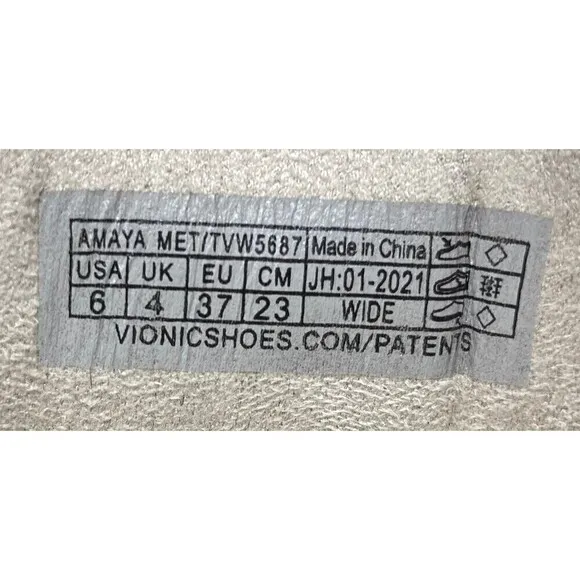 AMAYA MET/TVW5687 Made in China
USA UK EU CM JH:01-2021
6 4 37 23 WIDE
VIONICSHOES.COM/PATENTS